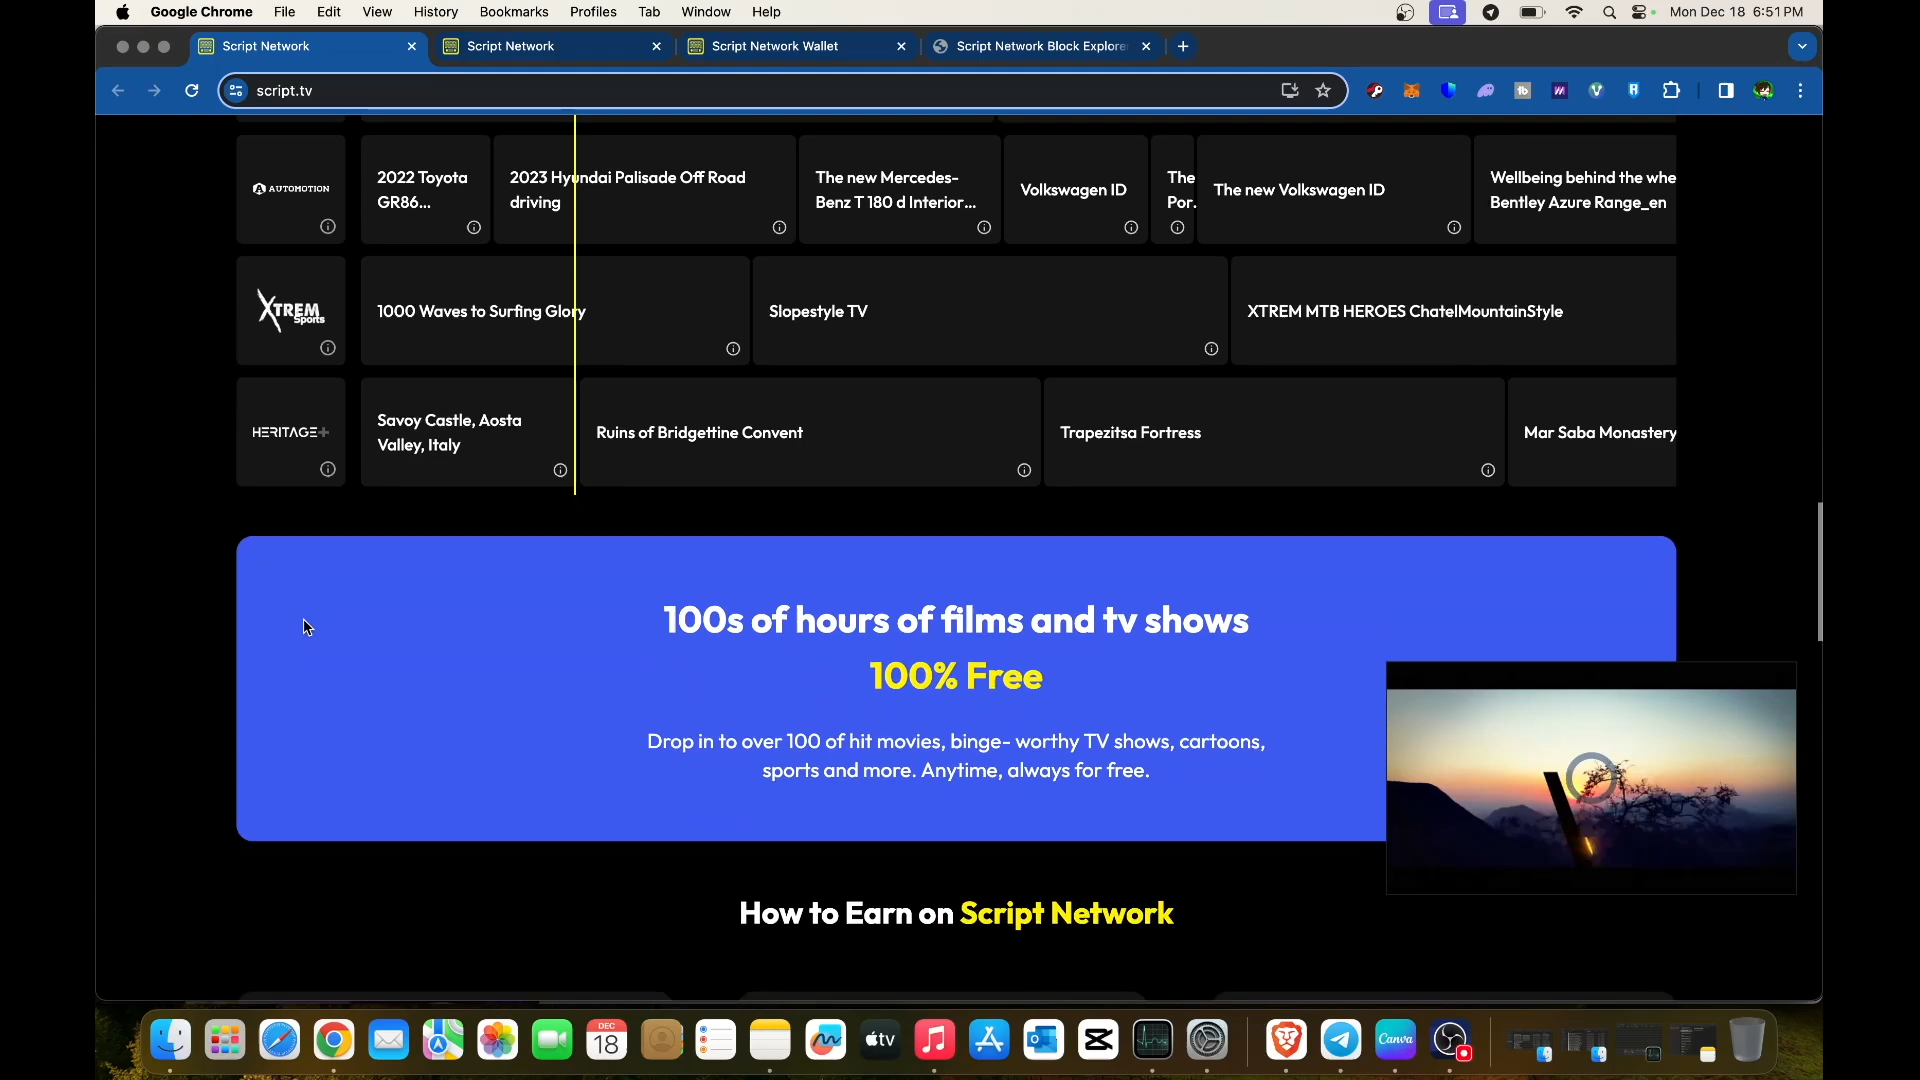 Google Chrome File Edit View History Bookmarks Profiles Tab Window Help Mon Dec 18 6:51 PM
Script Network Script Network Script Network Wallet Script Network Block Explore
script.tv
AUTOMOTION
2022 Toyota
GR86...
2023 Hyundai Palisade Off Road
driving
The new Mercedes-
Benz T 180 d Interior...
Volkswagen ID
The
Por.
The new Volkswagen ID
Wellbeing behind the whe
Bentley Azure Range_en
XTREM
Sports
1000 Waves to Surfing Glory
Slopestyle TV
XTREM MTB HEROES ChatelMountainStyle
HERITAGE+
Savoy Castle, Aosta
Valley, Italy
Ruins of Bridgettine Convent
Trapezitsa Fortress
Mar Saba Monastery
100s of hours of films and tv shows
100% Free
Drop in to over 100 of hit movies, binge- worthy TV shows, cartoons,
sports and more. Anytime, always for free.
How to Earn on Script Network
DEC
18
tv
Canva